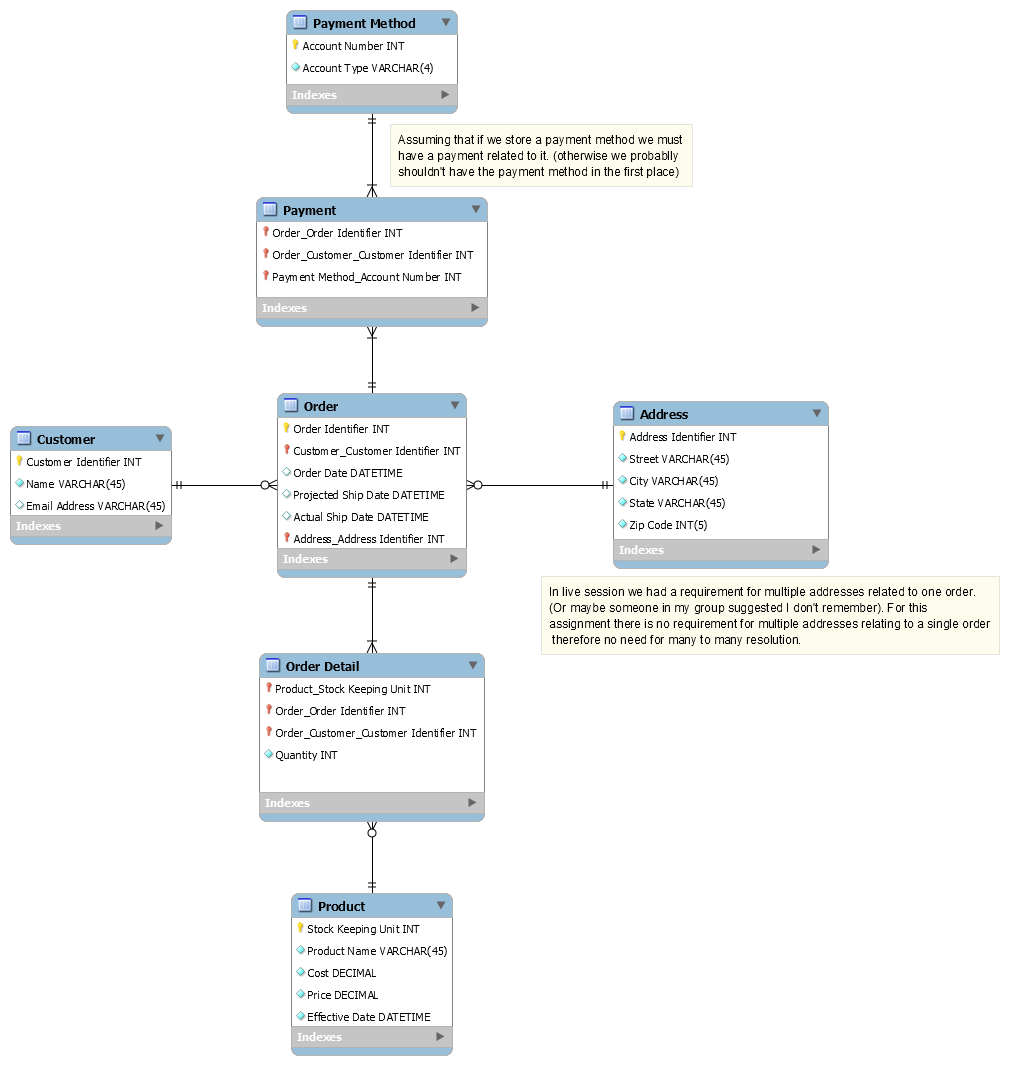 Payment Method
Account Number INT
Account Type VARCHAR(4)
Indexes
Assuming that if we store a payment method we must
have a payment related to it. (otherwise we probablly
shouldn't have the payment method in the first place)
Payment
Order_Order Identifier INT
Order_Customer_Customer Identifier INT
Payment Method_Account Number INT
Indexes
Order
Order Identifier INT
Customer_Customer Identifier INT
Order Date DATETIME
Projected Ship Date DATETIME
Actual Ship Date DATETIME
Address_Address Identifier INT
Indexes
Customer
Customer Identifier INT
Name VARCHAR(45)
Email Address VARCHAR(45)
Indexes
Address
Address Identifier INT
Street VARCHAR(45)
City VARCHAR(45)
State VARCHAR(45)
Zip Code INT(5)
Indexes
In live session we had a requirement for multiple addresses related to one order.
(Or maybe someone in my group suggested I don't remember). For this
assignment there is no requirement for multiple addresses relating to a single order
therefore no need for many to many resolution.
Order Detail
Product_Stock Keeping Unit INT
Order_Order Identifier INT
Order_Customer_Customer Identifier INT
Quantity INT
Indexes
Product
Stock Keeping Unit INT
Product Name VARCHAR(45)
Cost DECIMAL
Price DECIMAL
Effective Date DATETIME
Indexes